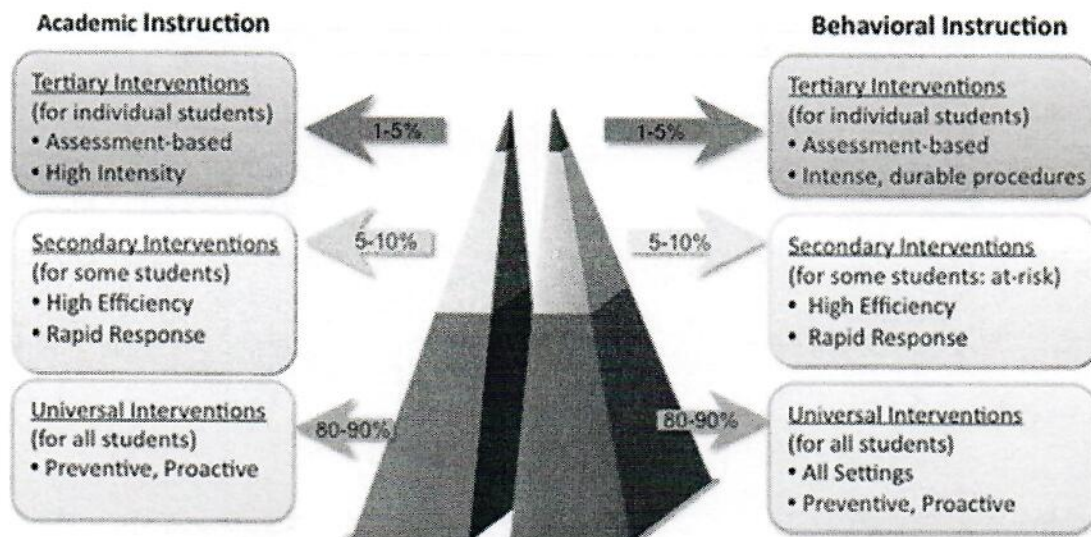 Academic Instruction
Behavioral Instruction
Tertiary Interventions
(for individual students)
• Assessment-based
• High Intensity
1-5%
1-5%
Tertiary Interventions
(for individual students)
• Assessment-based
• Intense, durable procedures
Secondary Interventions
(for some students)
• High Efficiency
• Rapid Response
5-10%
5-10%
Secondary Interventions
(for some students: at-risk)
• High Efficiency
• Rapid Response
Universal Interventions
(for all students)
• Preventive, Proactive
80-90%
80-90%
Universal Interventions
(for all students)
• All Settings
• Preventive, Proactive